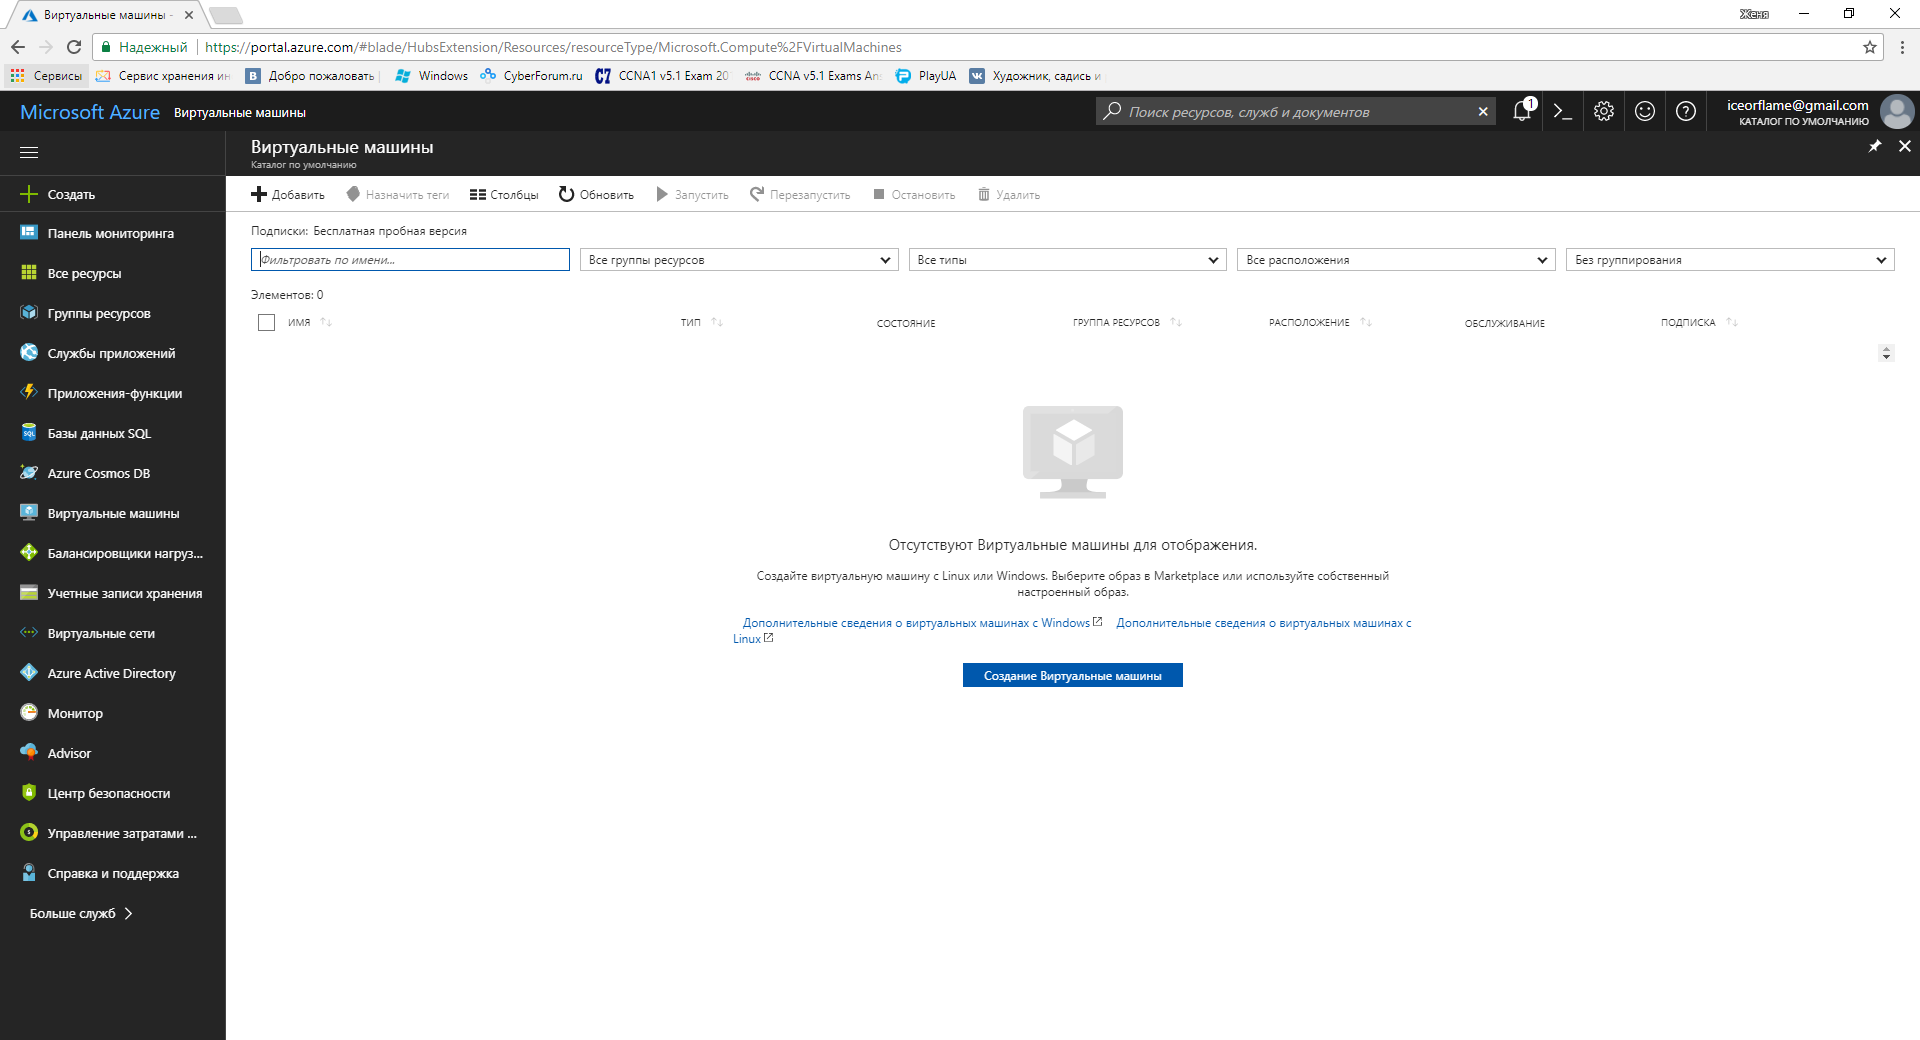 Виртуальные машины -
Женя
Надежный
https://portal.azure.com/#blade/HubsExtension/Resources/resourceType/Microsoft.Compute%2FVirtualMachines
Сервисы
Сервис хранения ин
Добро пожаловать
Windows
CyberForum.ru
CCNA1 v5.1 Exam 20
CCNA v5.1 Exams An
PlayUA
Художник, садись и
Microsoft Azure
Виртуальные машины
Поиск ресурсов, служб и документов
1
iceorflame@gmail.com
КАТАЛОГ ПО УМОЛЧАНИЮ
Виртуальные машины
Каталог по умолчанию
Создать
Панель мониторинга
Все ресурсы
Группы ресурсов
Службы приложений
Приложения-функции
Базы данных SQL
Azure Cosmos DB
Виртуальные машины
Балансировщики нагруз...
Учетные записи хранения
Виртуальные сети
Azure Active Directory
Монитор
Advisor
Центр безопасности
Управление затратами ...
Справка и поддержка
Больше служб
Добавить
Назначить теги
Столбцы
Обновить
Запустить
Перезапустить
Остановить
Удалить
Подписки: Бесплатная пробная версия
Фильтровать по имени...
Все группы ресурсов
Все типы
Все расположения
Без группирования
Элементов: 0
ИМЯ
ТИП
СОСТОЯНИЕ
ГРУППА РЕСУРСОВ
РАСПОЛОЖЕНИЕ
ОБСЛУЖИВАНИЕ
ПОДПИСКА
Отсутствуют Виртуальные машины для отображения.
Создайте виртуальную машину с Linux или Windows. Выберите образ в Marketplace или используйте собственный
настроенный образ.
Дополнительные сведения о виртуальных машинах с Windows
Дополнительные сведения о виртуальных машинах с
Linux
Создание Виртуальные машины